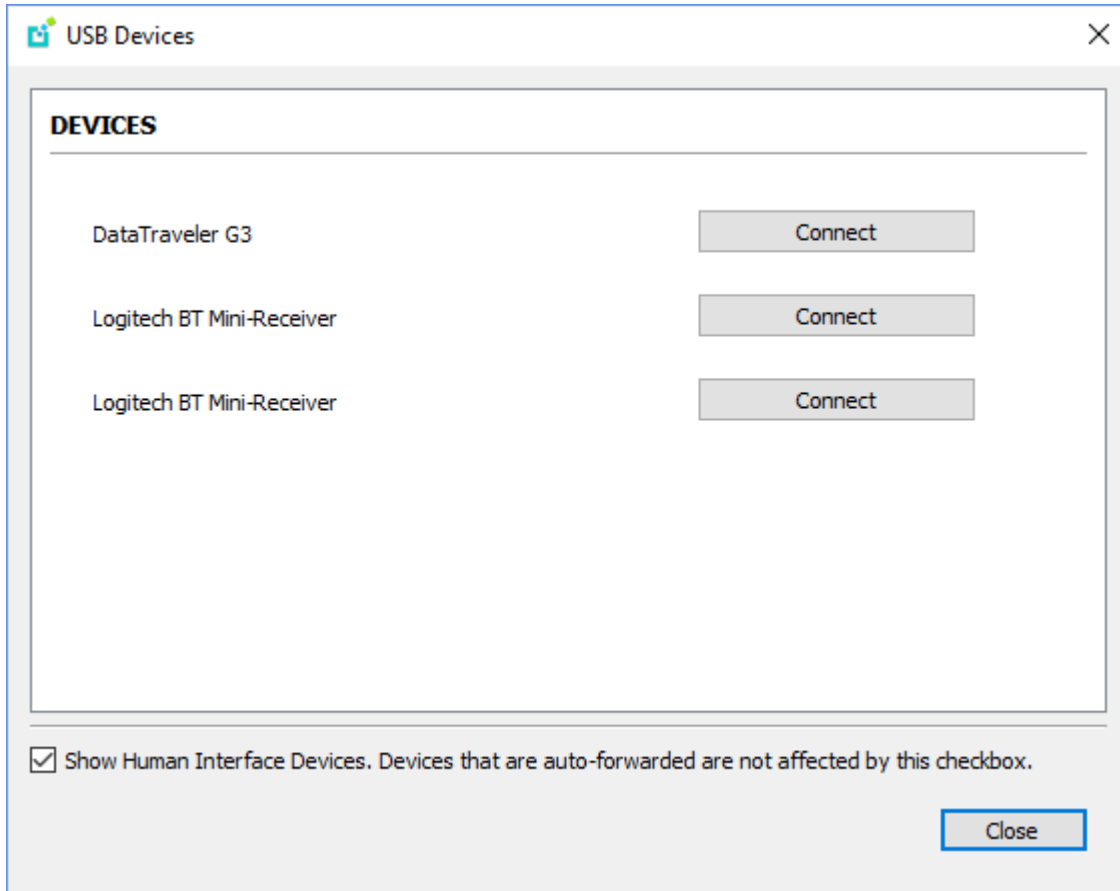 USB Devices
DEVICES
DataTraveler G3
Connect
Logitech BT Mini-Receiver
Connect
Logitech BT Mini-Receiver
Connect
Show Human Interface Devices. Devices that are auto-forwarded are not affected by this checkbox.
Close